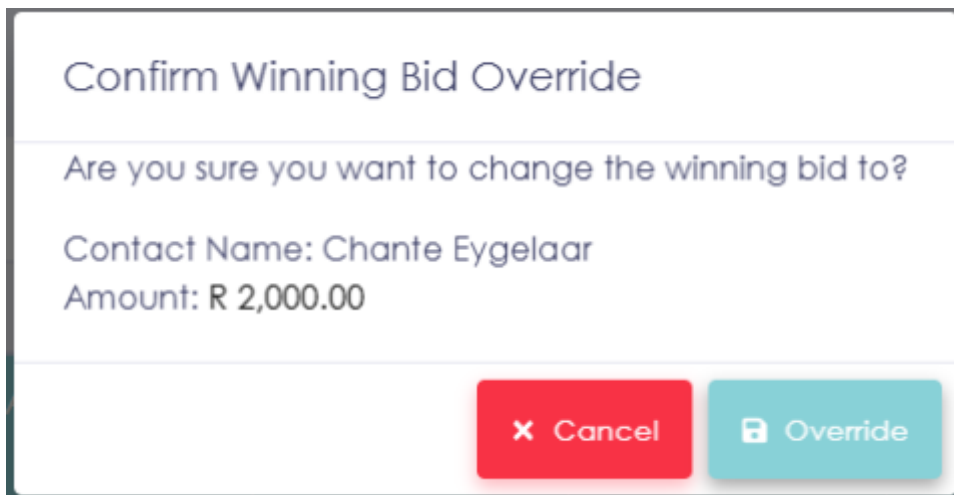 Confirm Winning Bid Override
Are you sure you want to change the winning bid to?
Contact Name: Chante Eygelaar
Amount: R 2,000.00
Cancel
Override